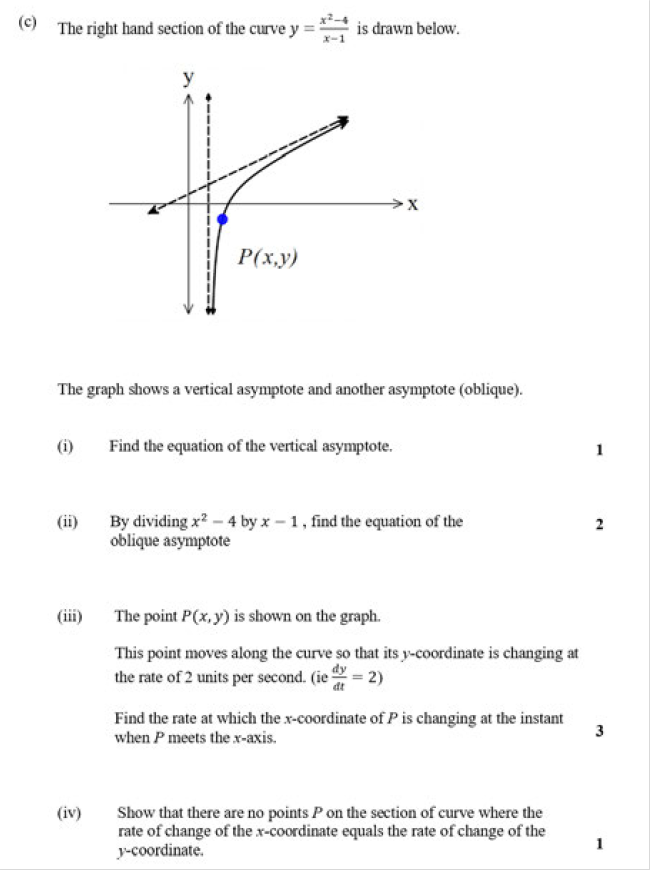 (c) The right hand section of the curve y = \frac{x^2-4}{x-1} is drawn below.
y
x
P(x,y)
The graph shows a vertical asymptote and another asymptote (oblique).
(i) Find the equation of the vertical asymptote. 1
(ii) By dividing x² − 4 by x − 1 , find the equation of the 2
oblique asymptote
(iii) The point P(x, y) is shown on the graph.
This point moves along the curve so that its y-coordinate is changing at
the rate of 2 units per second. (ie \frac{dy}{dt} = 2)
Find the rate at which the x-coordinate of P is changing at the instant
when P meets the x-axis. 3
(iv) Show that there are no points P on the section of curve where the
rate of change of the x-coordinate equals the rate of change of the
y-coordinate. 1